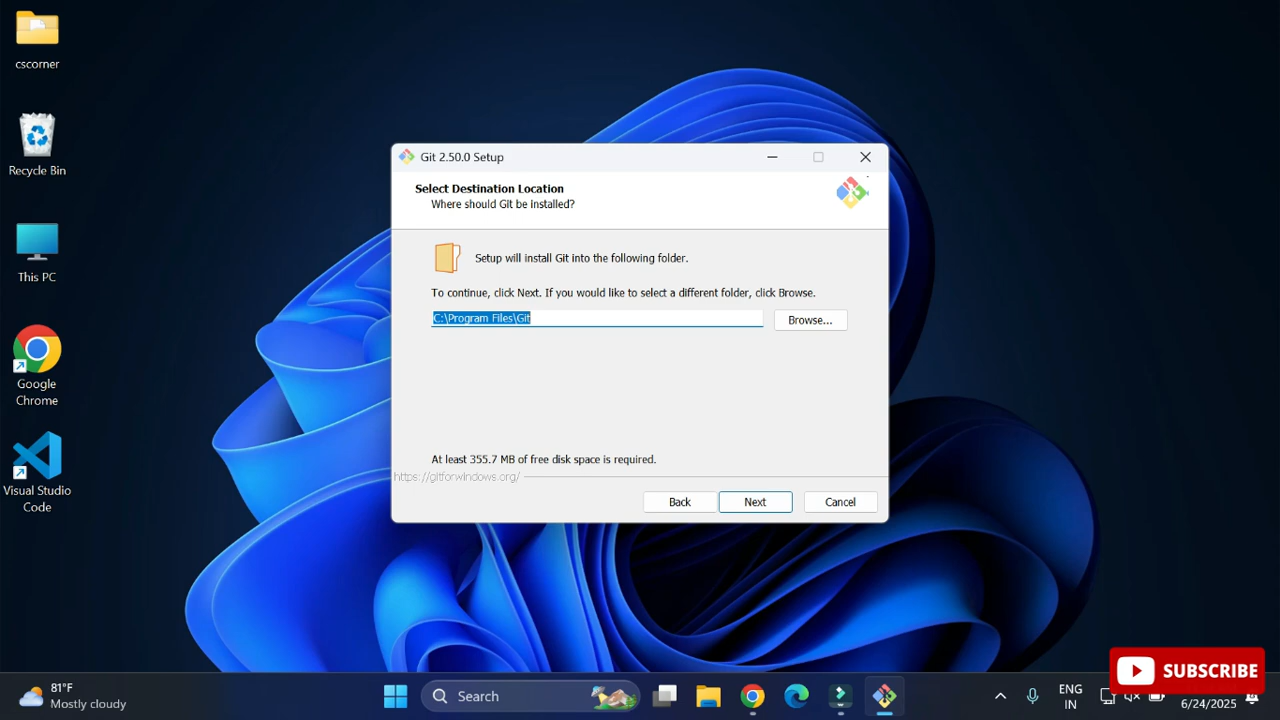 cscorner
Recycle Bin
This PC
Google
Chrome
Visual Studio
Code
Git 2.50.0 Setup
Select Destination Location
Where should Git be installed?
Setup will install Git into the following folder.
To continue, click Next. If you would like to select a different folder, click Browse.
C:\Program Files\Git
Browse...
At least 355.7 MB of free disk space is required.
https://gitforwindows.org/
Back
Next
Cancel
SUBSCRIBE
81°F
Mostly cloudy
Search
ENG
IN
6/24/2025